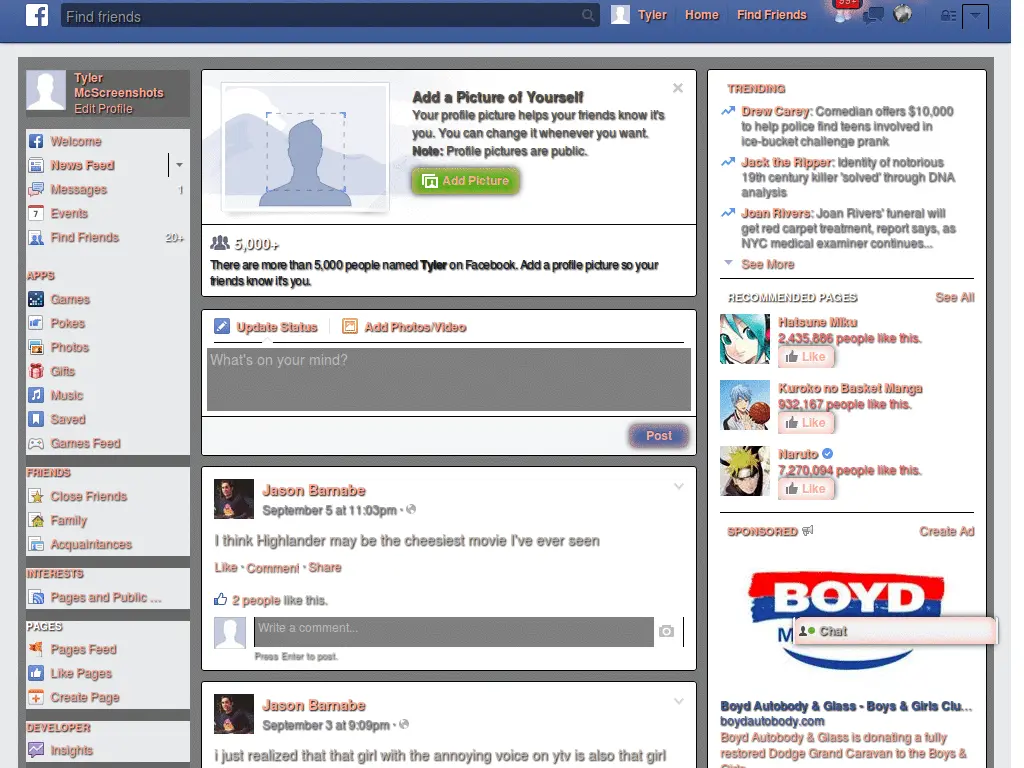 Find friends
Tyler
Home
Find Friends
99+
Tyler
McScreenshots
Edit Profile
Welcome
News Feed
Messages
1
7
Events
Find Friends
20+
APPS
Games
Pokes
Photos
Gifts
Music
Saved
Games Feed
FRIENDS
Close Friends
Family
Acquaintances
INTERESTS
Pages and Public ...
PAGES
Pages Feed
Like Pages
Create Page
DEVELOPER
Insights
Add a Picture of Yourself
Your profile picture helps your friends know it's
you. You can change it whenever you want.
Note: Profile pictures are public.
Add Picture
5,000+
There are more than 5,000 people named Tyler on Facebook. Add a profile picture so your
friends know it's you.
Update Status
Add Photos/Video
What's on your mind?
Post
Jason Barnabe
September 5 at 11:03pm ·
I think Highlander may be the cheesiest movie I've ever seen
Like · Comment · Share
2 people like this.
Write a comment...
Press Enter to post.
Jason Barnabe
September 3 at 9:09pm ·
i just realized that that girl with the annoying voice on ytv is also that girl
TRENDING
Drew Carey: Comedian offers $10,000
to help police find teens involved in
ice-bucket challenge prank
Jack the Ripper: Identity of notorious
19th century killer 'solved' through DNA
analysis
Joan Rivers: Joan Rivers' funeral will
get red carpet treatment, report says, as
NYC medical examiner continues...
See More
RECOMMENDED PAGES
See All
Hatsune Miku
2,435,886 people like this.
Like
Kuroko no Basket Manga
932,167 people like this.
Like
Naruto
7,270,094 people like this.
Like
SPONSORED
Create Ad
BOYD
Chat
Boyd Autobody & Glass - Boys & Girls Clu...
boydautobody.com
Boyd Autobody & Glass is donating a fully
restored Dodge Grand Caravan to the Boys &